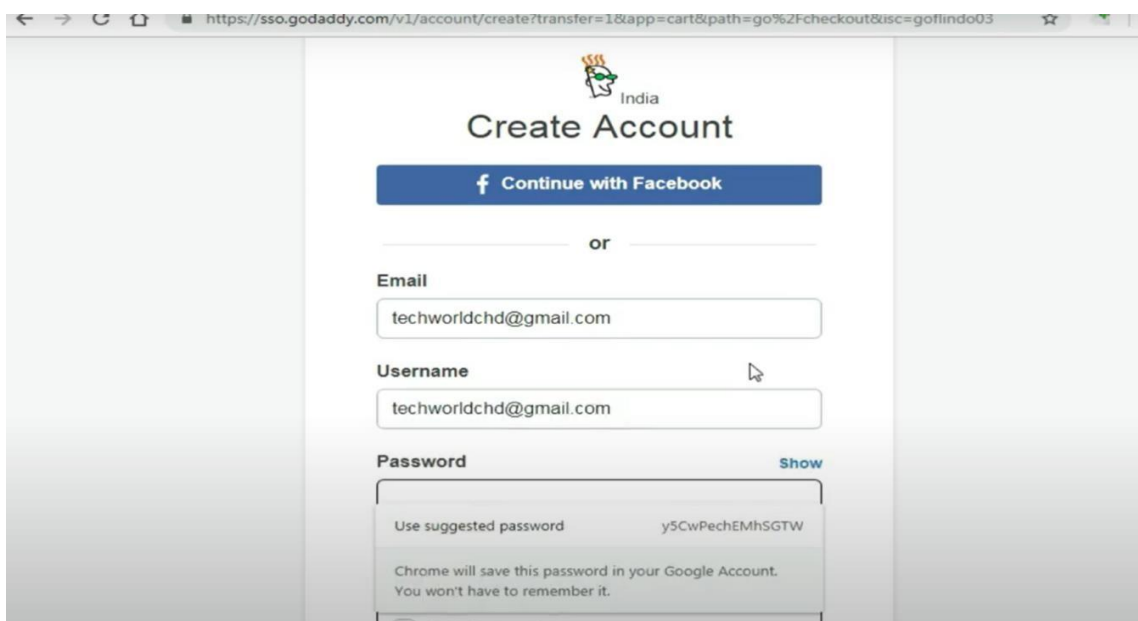 https://sso.godaddy.com/v1/account/create?transfer=1&app=cart&path=go%2Fcheckout&isc=goflindo03
India
Create Account
f Continue with Facebook
or
Email
techworldchd@gmail.com
Username
techworldchd@gmail.com
Password Show
Use suggested password y5CwPechEMhSGTW
Chrome will save this password in your Google Account.
You won't have to remember it.